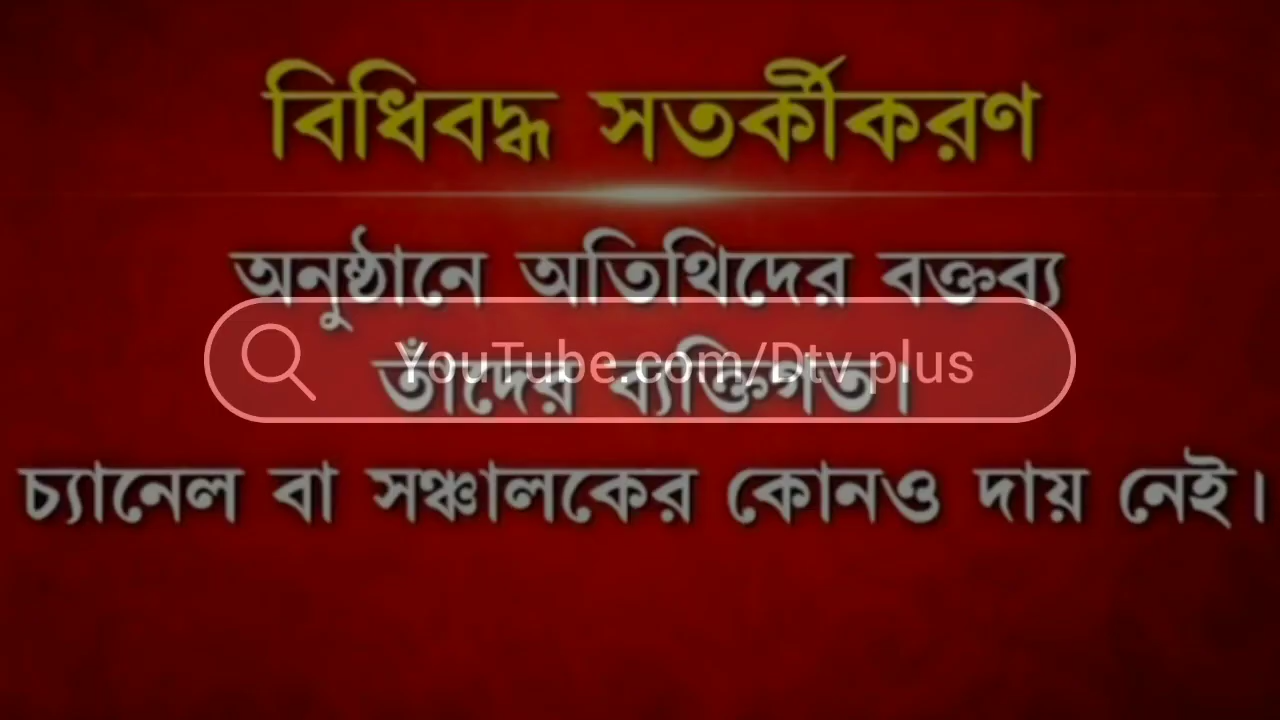 বিধিবদ্ধ সতর্কীকরণ
অনুষ্ঠানে অতিথিদের বক্তব্য
তাঁদের ব্যক্তিগত।
YouTube.com/Dtv plus
চ্যানেল বা সঞ্চালকের কোনও দায় নেই।